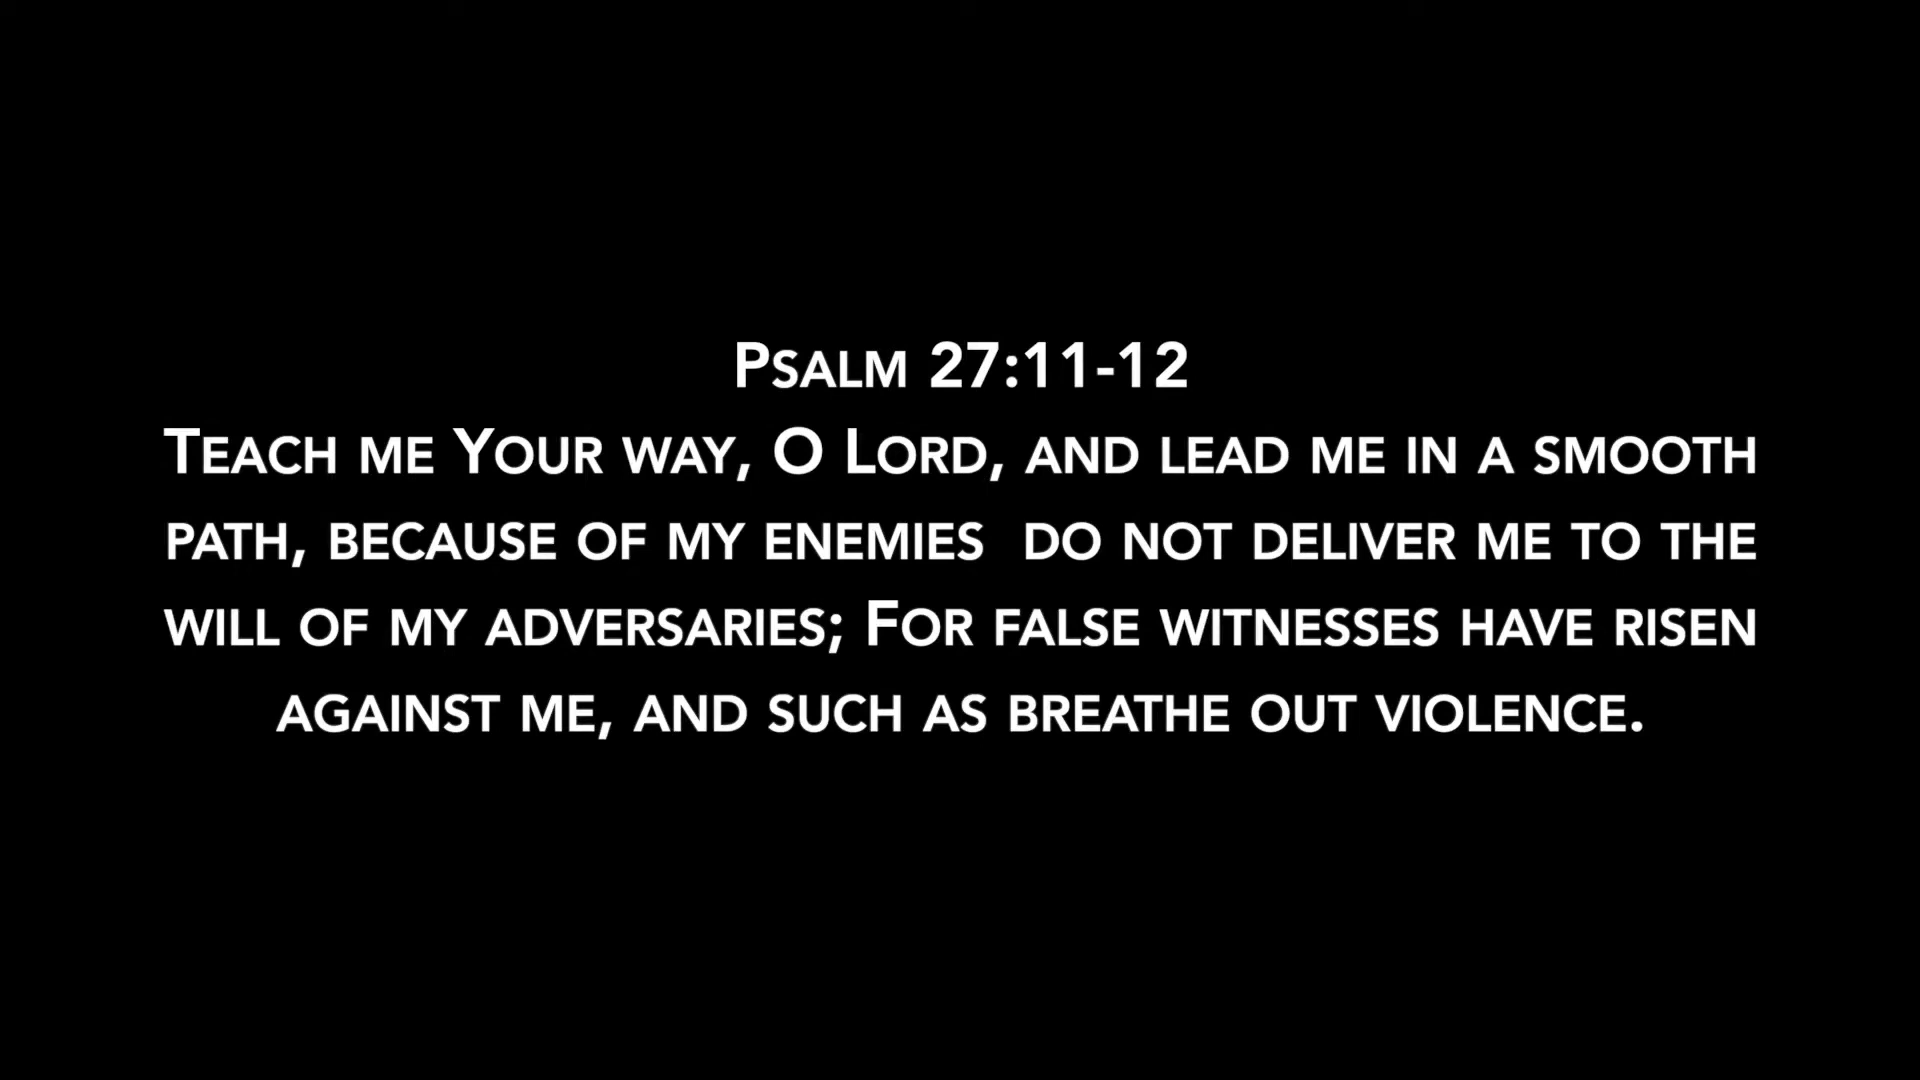 Psalm 27:11-12
Teach me Your way, O Lord, and lead me in a smooth
path, because of my enemies  do not deliver me to the
will of my adversaries; For false witnesses have risen
against me, and such as breathe out violence.